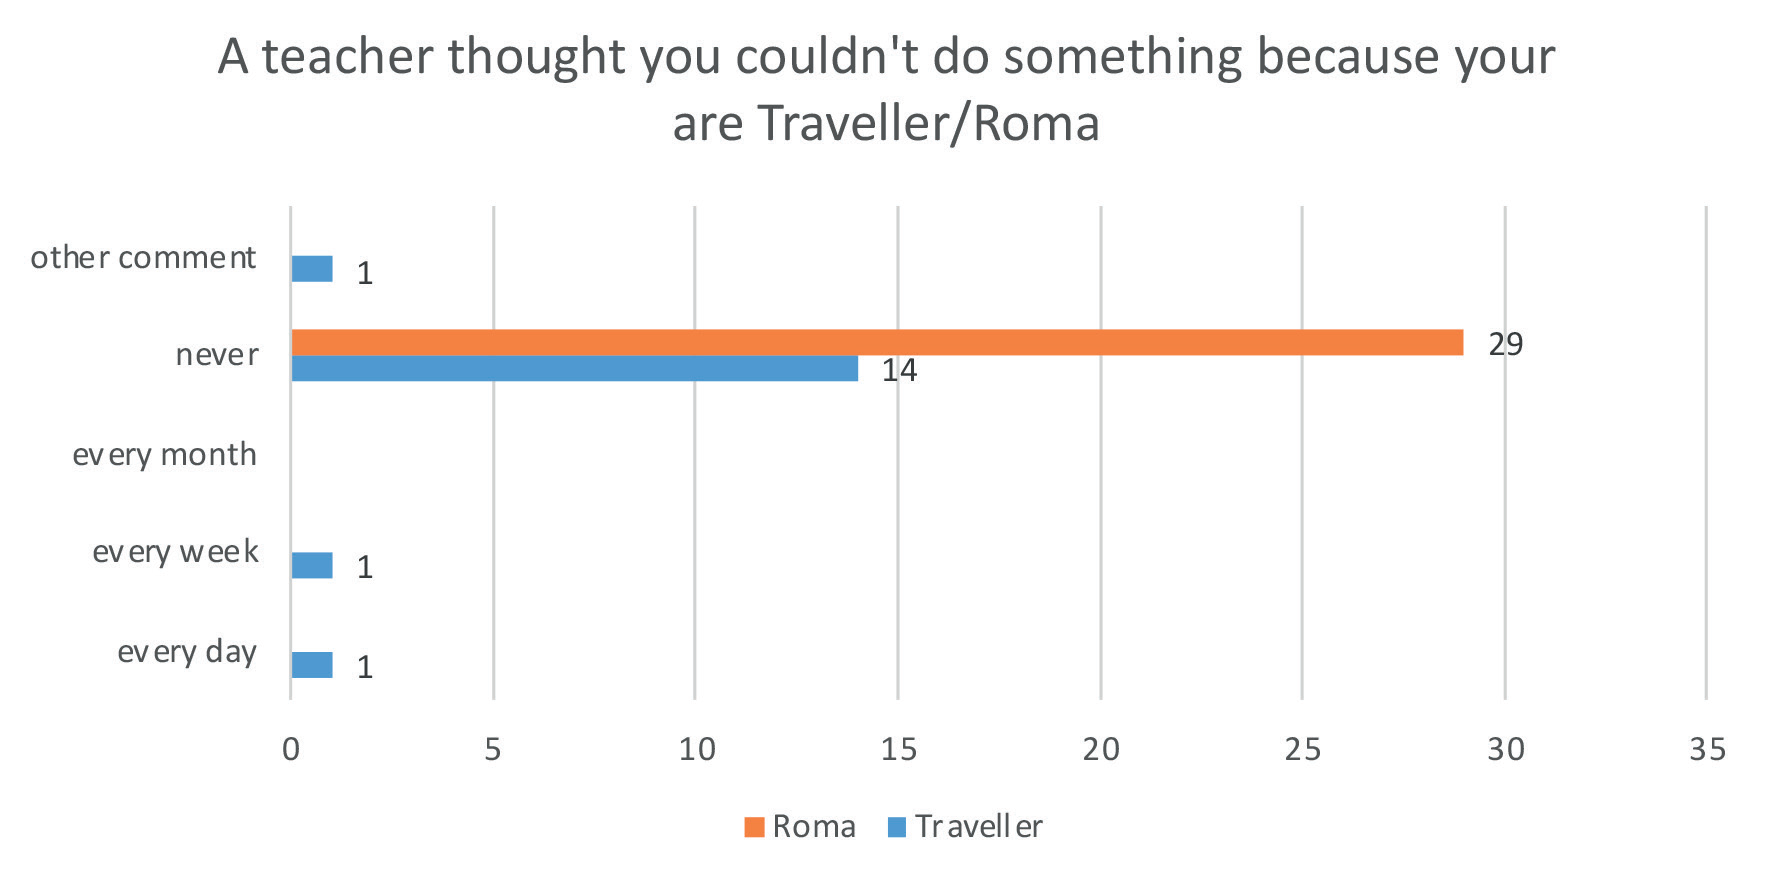 A teacher thought you couldn't do something because your
are Traveller/Roma
other comment
1
never
29
14
every month
every week
1
every day
1
0 5 10 15 20 25 30 35
Roma Traveller